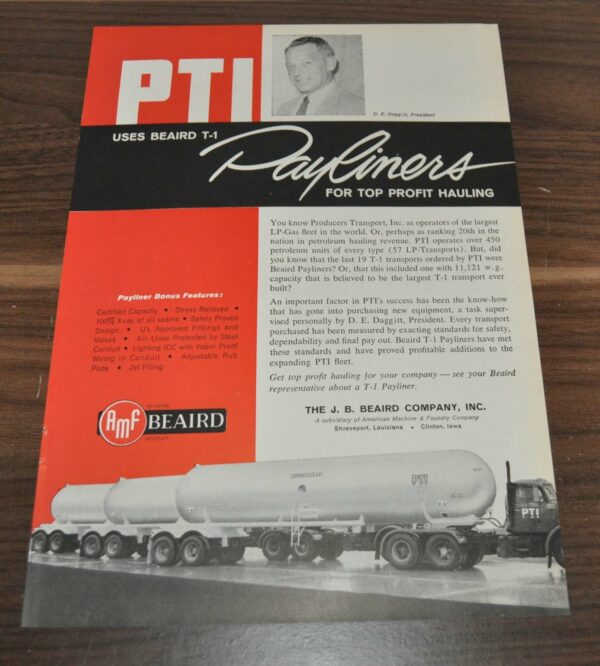 PTI
D. E. Daggitt, President
USES BEAIRD T-1
Payliners
FOR TOP PROFIT HAULING
You know Producers Transport, Inc. as operators of the largest
LP-Gas fleet in the world. Or, perhaps as ranking 20th in the
nation in petroleum hauling revenue. PTI operates over 450
petroleum units of every type (57 LP-Transports). But, did
you know that the last 19 T-1 transports ordered by PTI were
Beaird Payliners? Or, that this included one with 11,121 w.g.
capacity that is believed to be the largest T-1 transport ever
built?
An important factor in PTI's success has been the know-how
that has gone into purchasing new equipment, a task super-
vised personally by D. E. Daggitt, President. Every transport
purchased has been measured by exacting standards for safety,
dependability and final pay out. Beaird T-1 Payliners have met
these standards and have proved profitable additions to the
expanding PTI fleet.
Get top profit hauling for your company — see your Beaird
representative about a T-1 Payliner.
Payliner Bonus Features:
Certified Capacity • Stress Relieved •
100% X-ray of all seams • Safety Proved
Design • U L Approved Fittings and
Valves • Air Lines Protected by Steel
Conduit • Lighting ICC with Vapor Proof
Wiring in Conduit • Adjustable Rub
Plate • Jet Filling
AMF BEAIRD
THE J. B. BEAIRD COMPANY, INC.
A subsidiary of American Machine & Foundry Company
Shreveport, Louisiana • Clinton, Iowa
COMPRESSED GAS
PTI
PTI